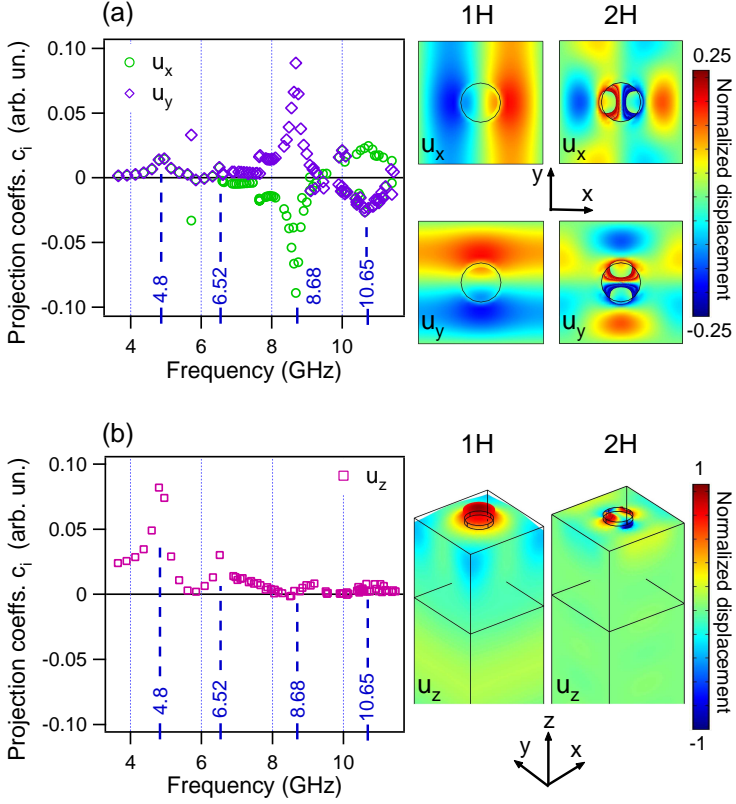 (a)
1H
2H
Projection coeffs. c_i (arb. un.)
0.10
0.05
0
-0.05
-0.10
u_x
u_y
4.8
6.52
8.68
10.65
4
6
8
10
Frequency (GHz)
u_x
u_x
y
x
u_y
u_y
0.25
Normalized displacement
-0.25
(b)
1H
2H
Projection coeffs. c_i (arb. un.)
0.10
0.05
0
-0.05
-0.10
u_z
4.8
6.52
8.68
10.65
4
6
8
10
Frequency (GHz)
u_z
u_z
1
Normalized displacement
-1
z
y
x